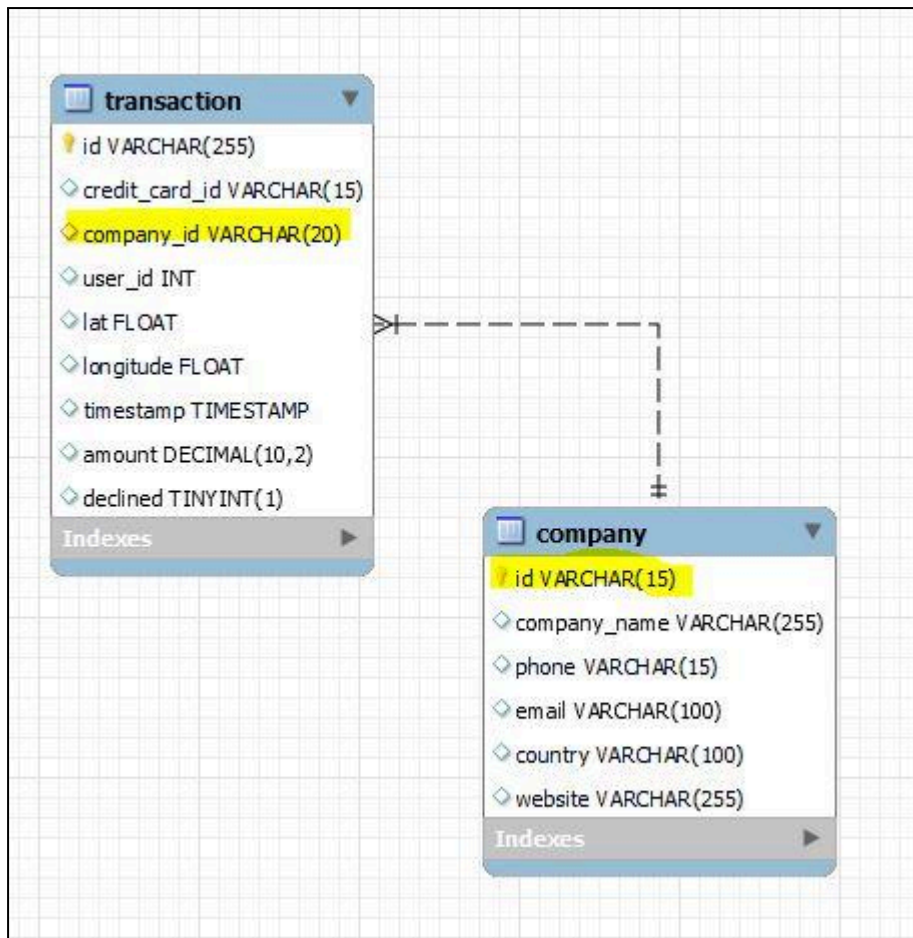 transaction
id VARCHAR(255)
credit_card_id VARCHAR(15)
company_id VARCHAR(20)
user_id INT
lat FLOAT
longitude FLOAT
timestamp TIMESTAMP
amount DECIMAL(10,2)
declined TINYINT(1)
Indexes
company
id VARCHAR(15)
company_name VARCHAR(255)
phone VARCHAR(15)
email VARCHAR(100)
country VARCHAR(100)
website VARCHAR(255)
Indexes